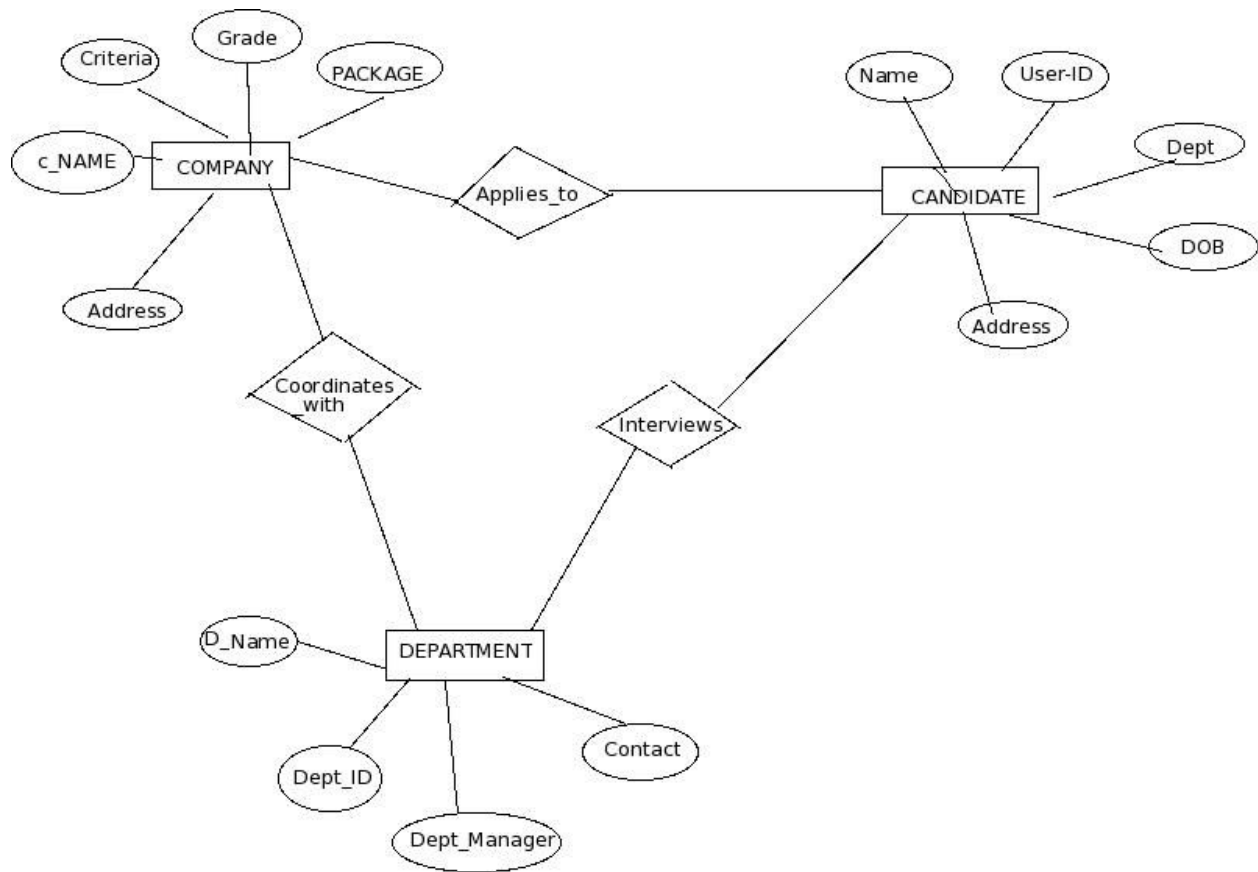 Grade
Criteria
PACKAGE
Name
User-ID
c_NAME
COMPANY
Dept
Applies_to
CANDIDATE
DOB
Address
Address
Coordinates
_with
Interviews
D_Name
DEPARTMENT
Contact
Dept_ID
Dept_Manager